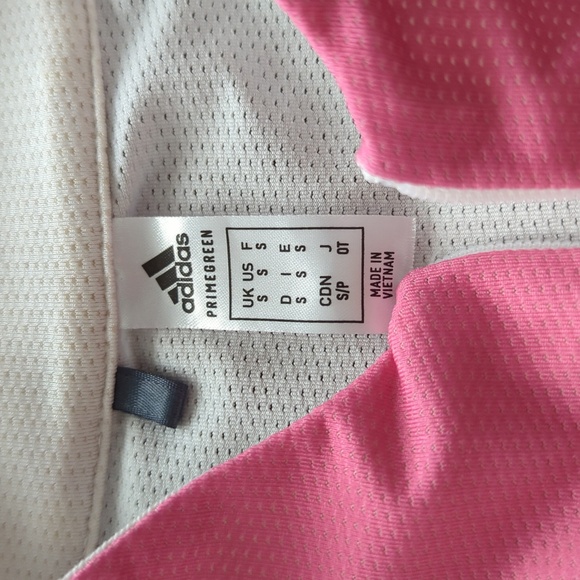 adidas
PRIMEGREEN
UK US F
S S S
D I E
S S S
CDN J
S/P OT
MADE IN
VIETNAM